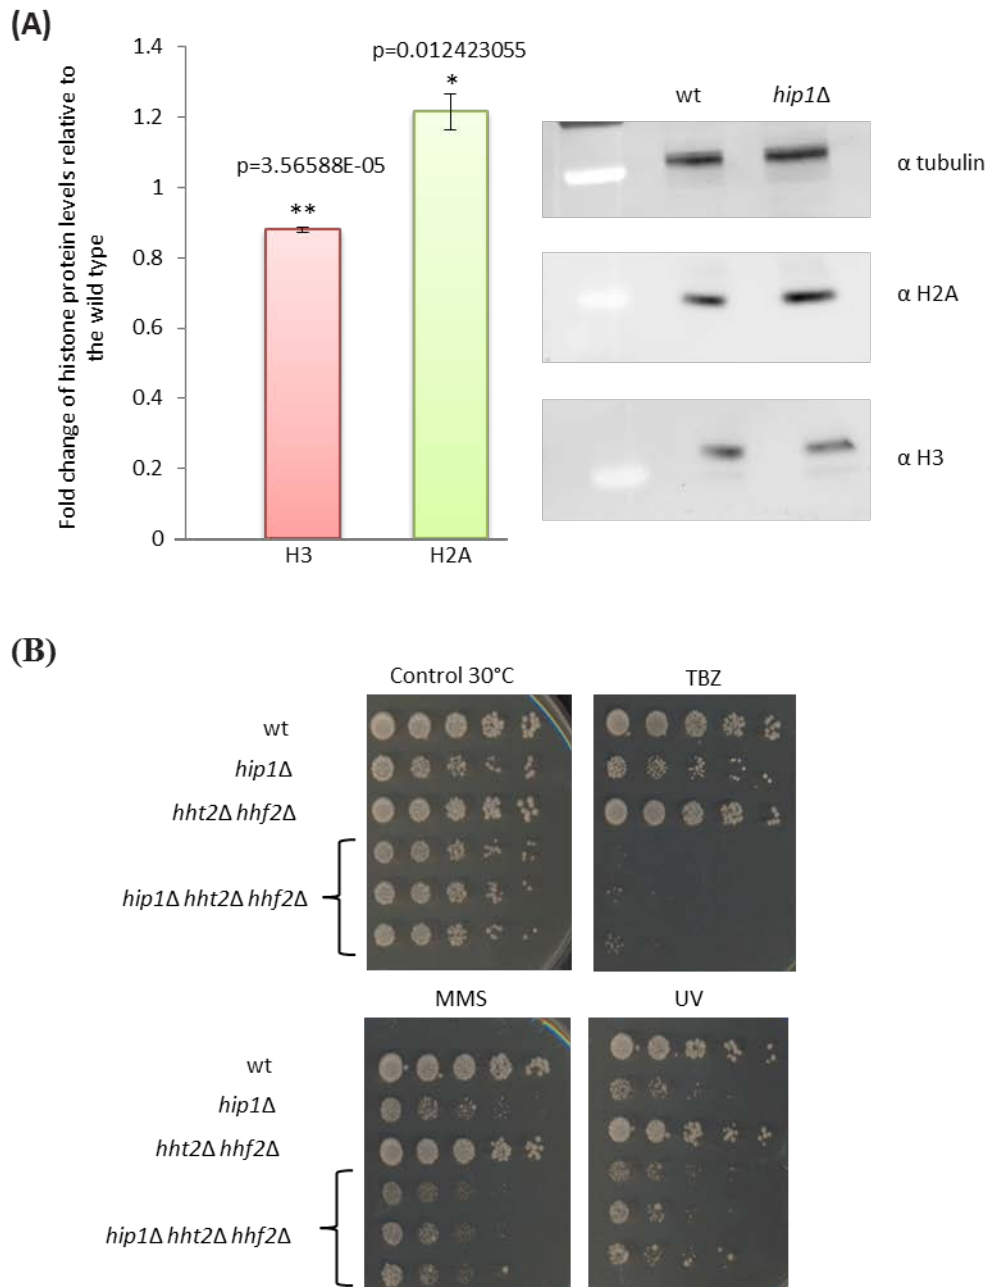 (A)
Fold change of histone protein levels relative to
the wild type
1.4
1.2
1
0.8
0.6
0.4
0.2
0
p=3.56588E-05
**
p=0.012423055
*
H3
H2A
wt
hip1Δ
α tubulin
α H2A
α H3
(B)
Control 30°C
TBZ
wt
hip1Δ
hht2Δ hhf2Δ
hip1Δ hht2Δ hhf2Δ
MMS
UV
wt
hip1Δ
hht2Δ hhf2Δ
hip1Δ hht2Δ hhf2Δ